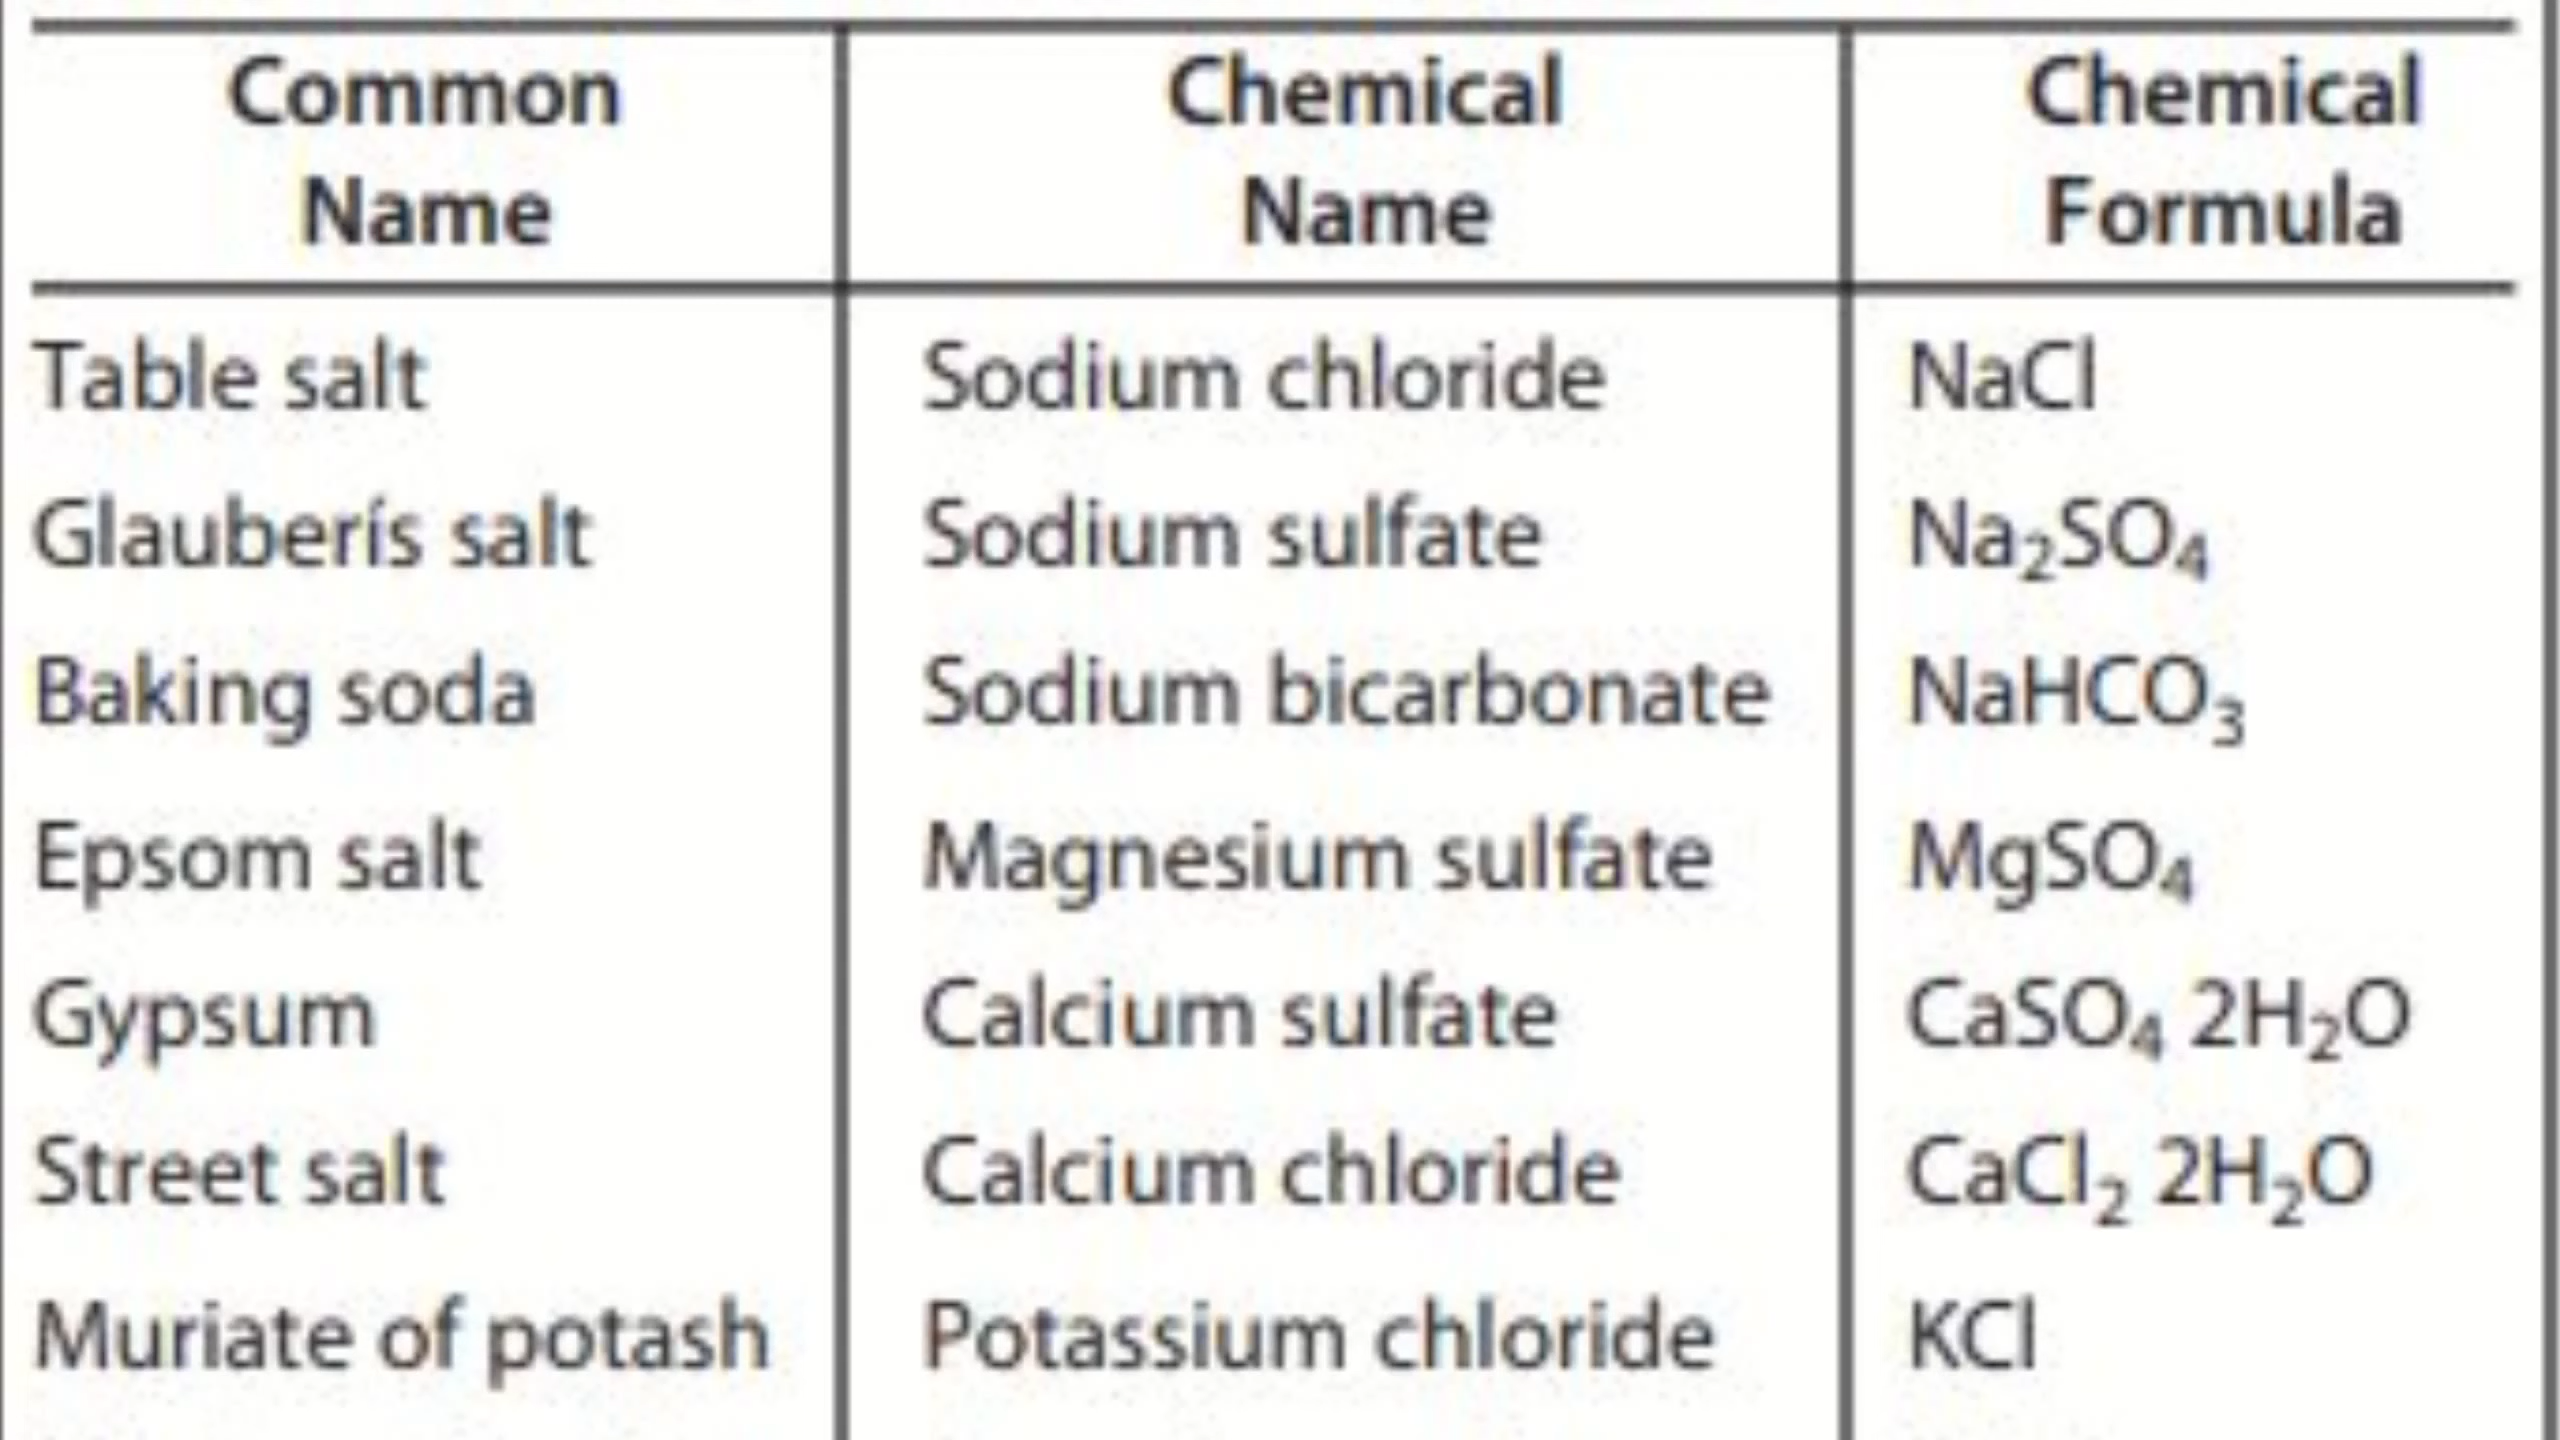 Common Name Chemical Name Chemical Formula
Table salt Sodium chloride NaCl
Glauberís salt Sodium sulfate Na₂SO₄
Baking soda Sodium bicarbonate NaHCO₃
Epsom salt Magnesium sulfate MgSO₄
Gypsum Calcium sulfate CaSO₄ 2H₂O
Street salt Calcium chloride CaCl₂ 2H₂O
Muriate of potash Potassium chloride KCl